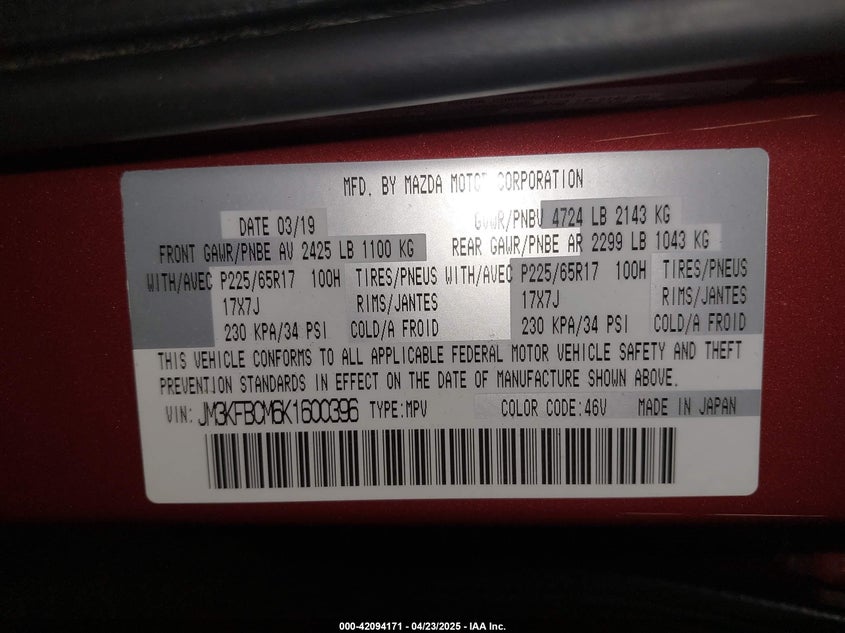 MFD. BY MAZDA MOTOR CORPORATION
DATE 03/19
GVWR/PNBV 4724 LB 2143 KG
FRONT GAWR/PNBE AV 2425 LB 1100 KG
REAR GAWR/PNBE AR 2299 LB 1043 KG
WITH/AVEC P225/65R17 100H TIRES/PNEUS WITH/AVEC P225/65R17 100H TIRES/PNEUS
17X7J RIMS/JANTES 17X7J RIMS/JANTES
230 KPA/34 PSI COLD/A FROID 230 KPA/34 PSI COLD/A FROID
THIS VEHICLE CONFORMS TO ALL APPLICABLE FEDERAL MOTOR VEHICLE SAFETY AND THEFT
PREVENTION STANDARDS IN EFFECT ON THE DATE OF MANUFACTURE SHOWN ABOVE.
VIN: JM3KFBCM6K1600396 TYPE:MPV COLOR CODE:46V MADE IN JAPAN
000-42094171 - 04/23/2025 - IAA Inc.